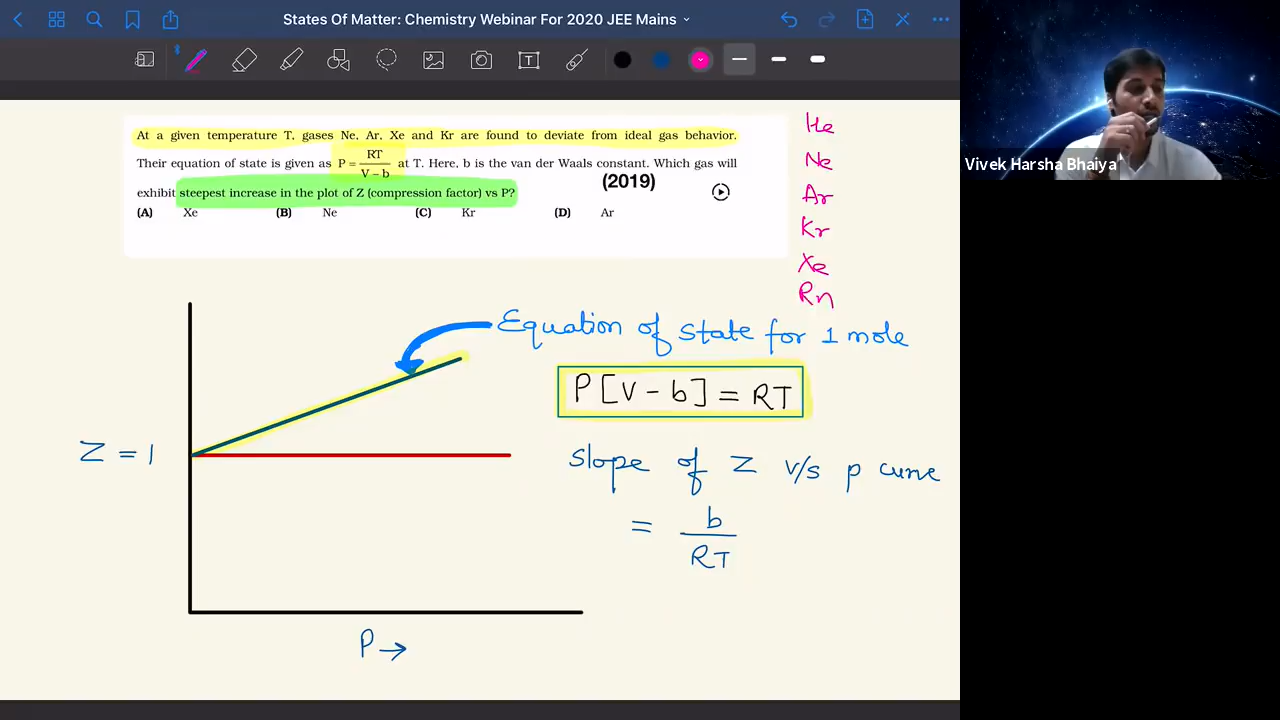 States Of Matter: Chemistry Webinar For 2020 JEE Mains
T
At a given temperature T, gases Ne, Ar, Xe and Kr are found to deviate from ideal gas behavior.
Their equation of state is given as P = RT / V – b at T. Here, b is the van der Waals constant. Which gas will
exhibit steepest increase in the plot of Z (compression factor) vs P?
(2019)
(A) Xe (B) Ne (C) Kr (D) Ar
He
Ne
Ar
Kr
Xe
Rn
Vivek Harsha Bhaiya
Equation of state for 1 mole
P[V – b] = RT
Z = 1
Slope of Z v/s p curve
= b / RT
P →